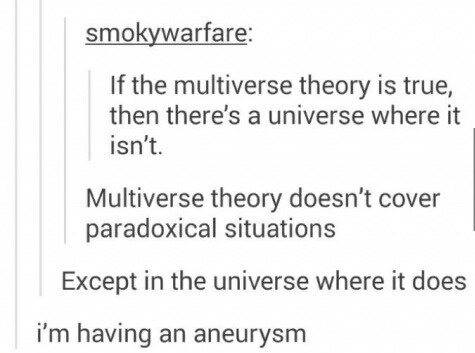 smokywarfare:
If the multiverse theory is true,
then there's a universe where it
isn't.
Multiverse theory doesn't cover
paradoxical situations
Except in the universe where it does
i'm having an aneurysm